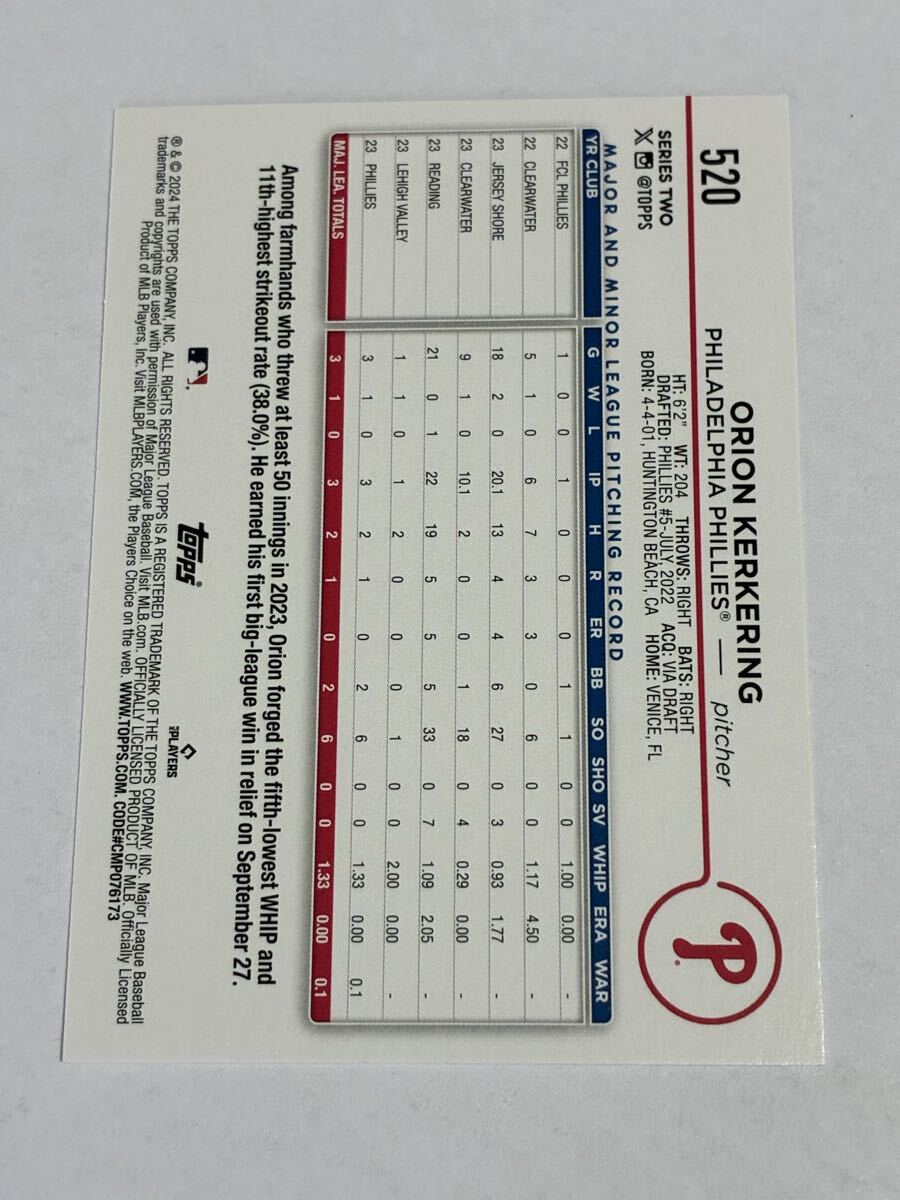 520
SERIES TWO
@TOPPS
ORION KERKERING
PHILADELPHIA PHILLIES® — pitcher
HT: 6'2" WT: 204 THROWS: RIGHT BATS: RIGHT
DRAFTED: PHILLIES #5-JULY, 2022 ACQ: VIA DRAFT
BORN: 4-4-01, HUNTINGTON BEACH, CA HOME: VENICE, FL
P
MAJOR AND MINOR LEAGUE PITCHING RECORD
YR CLUB G W L IP H R ER BB SO SHO SV WHIP ERA WAR
22 FCL PHILLIES 1 0 0 1 0 0 0 1 1 0 0 1.00 0.00 -
22 CLEARWATER 5 1 0 6 7 3 3 0 6 0 0 1.17 4.50 -
23 JERSEY SHORE 18 2 0 20.1 13 4 4 6 27 0 3 0.93 1.77 -
23 CLEARWATER 9 1 0 10.1 2 0 0 1 18 0 4 0.29 0.00 -
23 READING 21 0 1 22 19 5 5 5 33 0 7 1.09 2.05 -
23 LEHIGH VALLEY 1 1 0 1 2 0 0 0 1 0 0 2.00 0.00 -
23 PHILLIES 3 1 0 3 2 1 0 2 6 0 0 1.33 0.00 0.1
MAJ. LEA. TOTALS 3 1 0 3 2 1 0 2 6 0 0 1.33 0.00 0.1
Among farmhands who threw at least 50 innings in 2023, Orion forged the fifth-lowest WHIP and
11th-highest strikeout rate (38.0%). He earned his first big-league win in relief on September 27.
topps®
PLAYERS
® & © 2024 THE TOPPS COMPANY, INC. ALL RIGHTS RESERVED. TOPPS IS A REGISTERED TRADEMARK OF THE TOPPS COMPANY, INC. Major League Baseball
trademarks and copyrights are used with permission of Major League Baseball. Visit MLB.com. OFFICIALLY LICENSED PRODUCT OF MLB. Officially Licensed
Product of MLB Players, Inc. Visit MLBPLAYERS.COM, the Players Choice on the web. WWW.TOPPS.COM. CODE#CMP076173